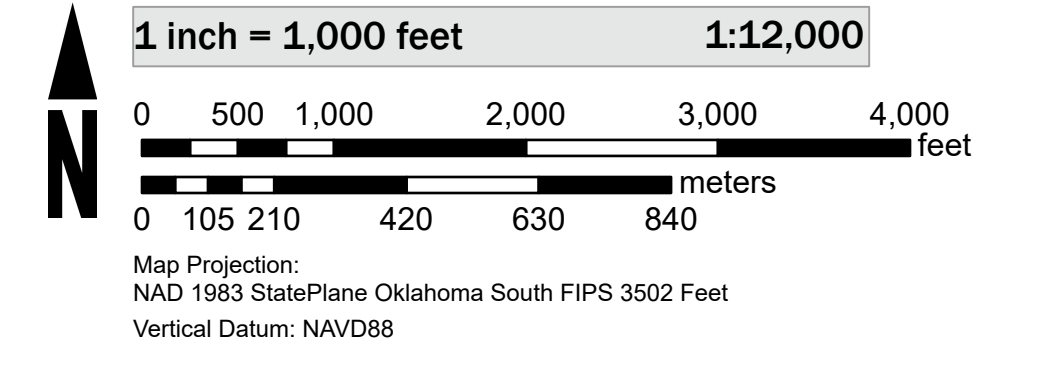 1 inch = 1,000 feet 1:12,000
0 500 1,000 2,000 3,000 4,000
feet
meters
0 105 210 420 630 840
N
Map Projection:
NAD 1983 StatePlane Oklahoma South FIPS 3502 Feet
Vertical Datum: NAVD88